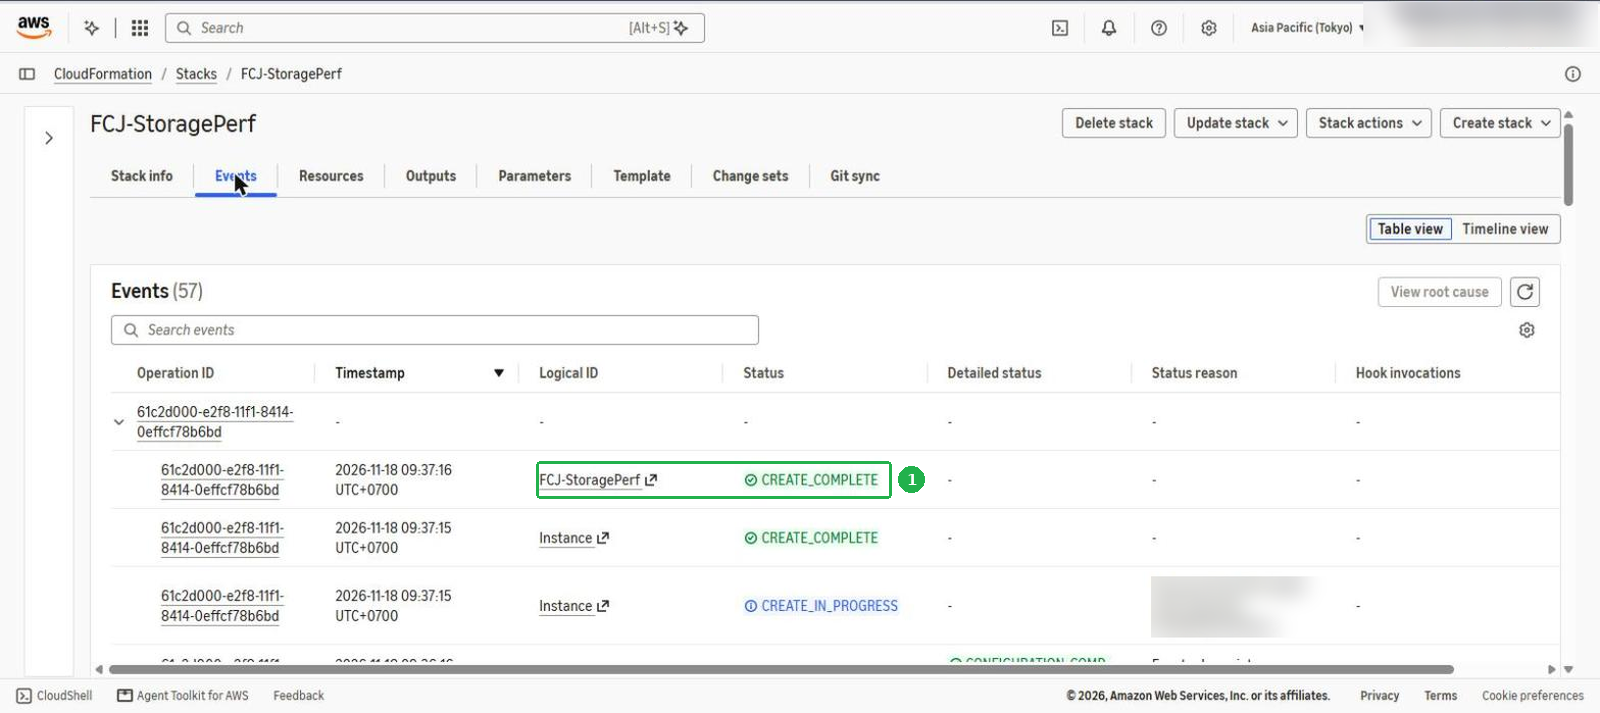 aws
Search
[Alt+S]
Asia Pacific (Tokyo)
CloudFormation / Stacks / FCJ-StoragePerf
FCJ-StoragePerf
Delete stack
Update stack
Stack actions
Create stack
Stack info
Events
Resources
Outputs
Parameters
Template
Change sets
Git sync
Table view
Timeline view
Events (57)
View root cause
Search events
Operation ID
Timestamp
Logical ID
Status
Detailed status
Status reason
Hook invocations
61c2d000-e2f8-11f1-8414-
0effcf78b6bd
-
-
-
-
-
-
61c2d000-e2f8-11f1-
8414-0effcf78b6bd
2026-11-18 09:37:16
UTC+0700
FCJ-StoragePerf
CREATE_COMPLETE
1
-
-
-
61c2d000-e2f8-11f1-
8414-0effcf78b6bd
2026-11-18 09:37:15
UTC+0700
Instance
CREATE_COMPLETE
-
-
-
61c2d000-e2f8-11f1-
8414-0effcf78b6bd
2026-11-18 09:37:15
UTC+0700
Instance
CREATE_IN_PROGRESS
-
-
CloudShell
Agent Toolkit for AWS
Feedback
© 2026, Amazon Web Services, Inc. or its affiliates.
Privacy
Terms
Cookie preferences